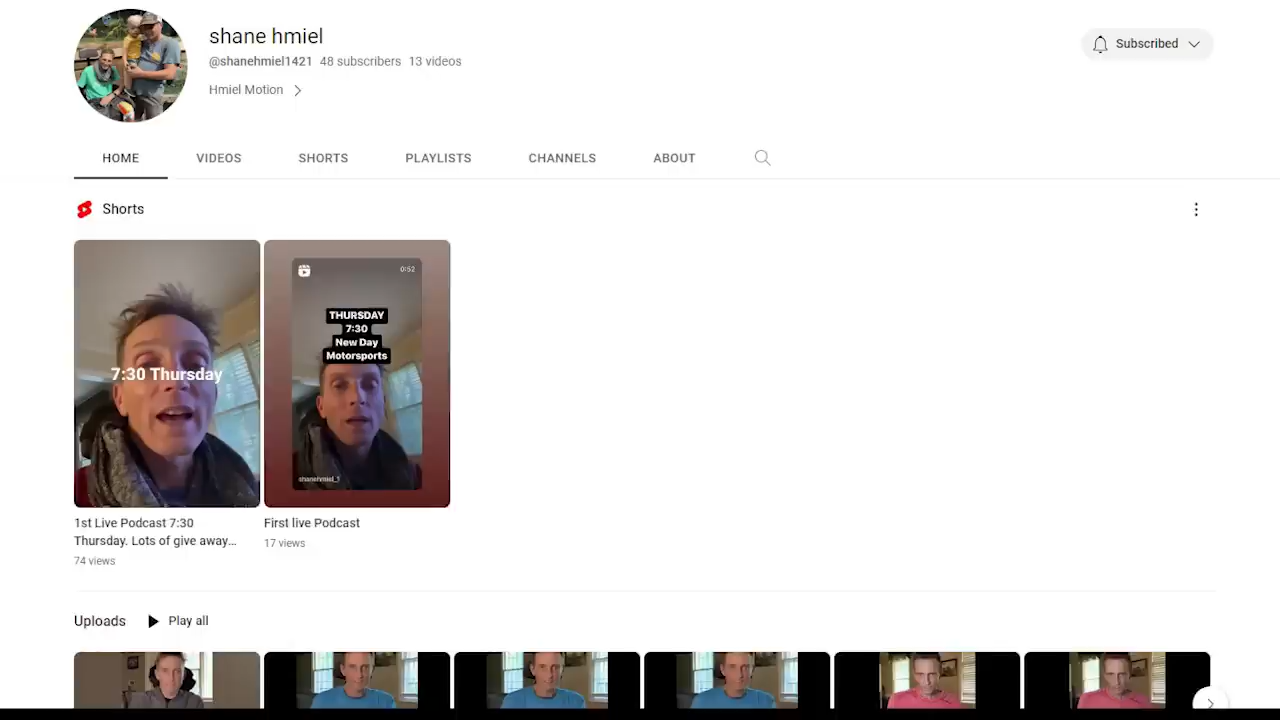 shane hmiel
@shanehmiel1421 48 subscribers 13 videos
Hmiel Motion
Subscribed
HOME VIDEOS SHORTS PLAYLISTS CHANNELS ABOUT
Shorts
7:30 Thursday
0:52
THURSDAY
7:30
New Day
Motorsports
shanehmiel_1
1st Live Podcast 7:30
Thursday. Lots of give away...
74 views
First live Podcast
17 views
Uploads Play all